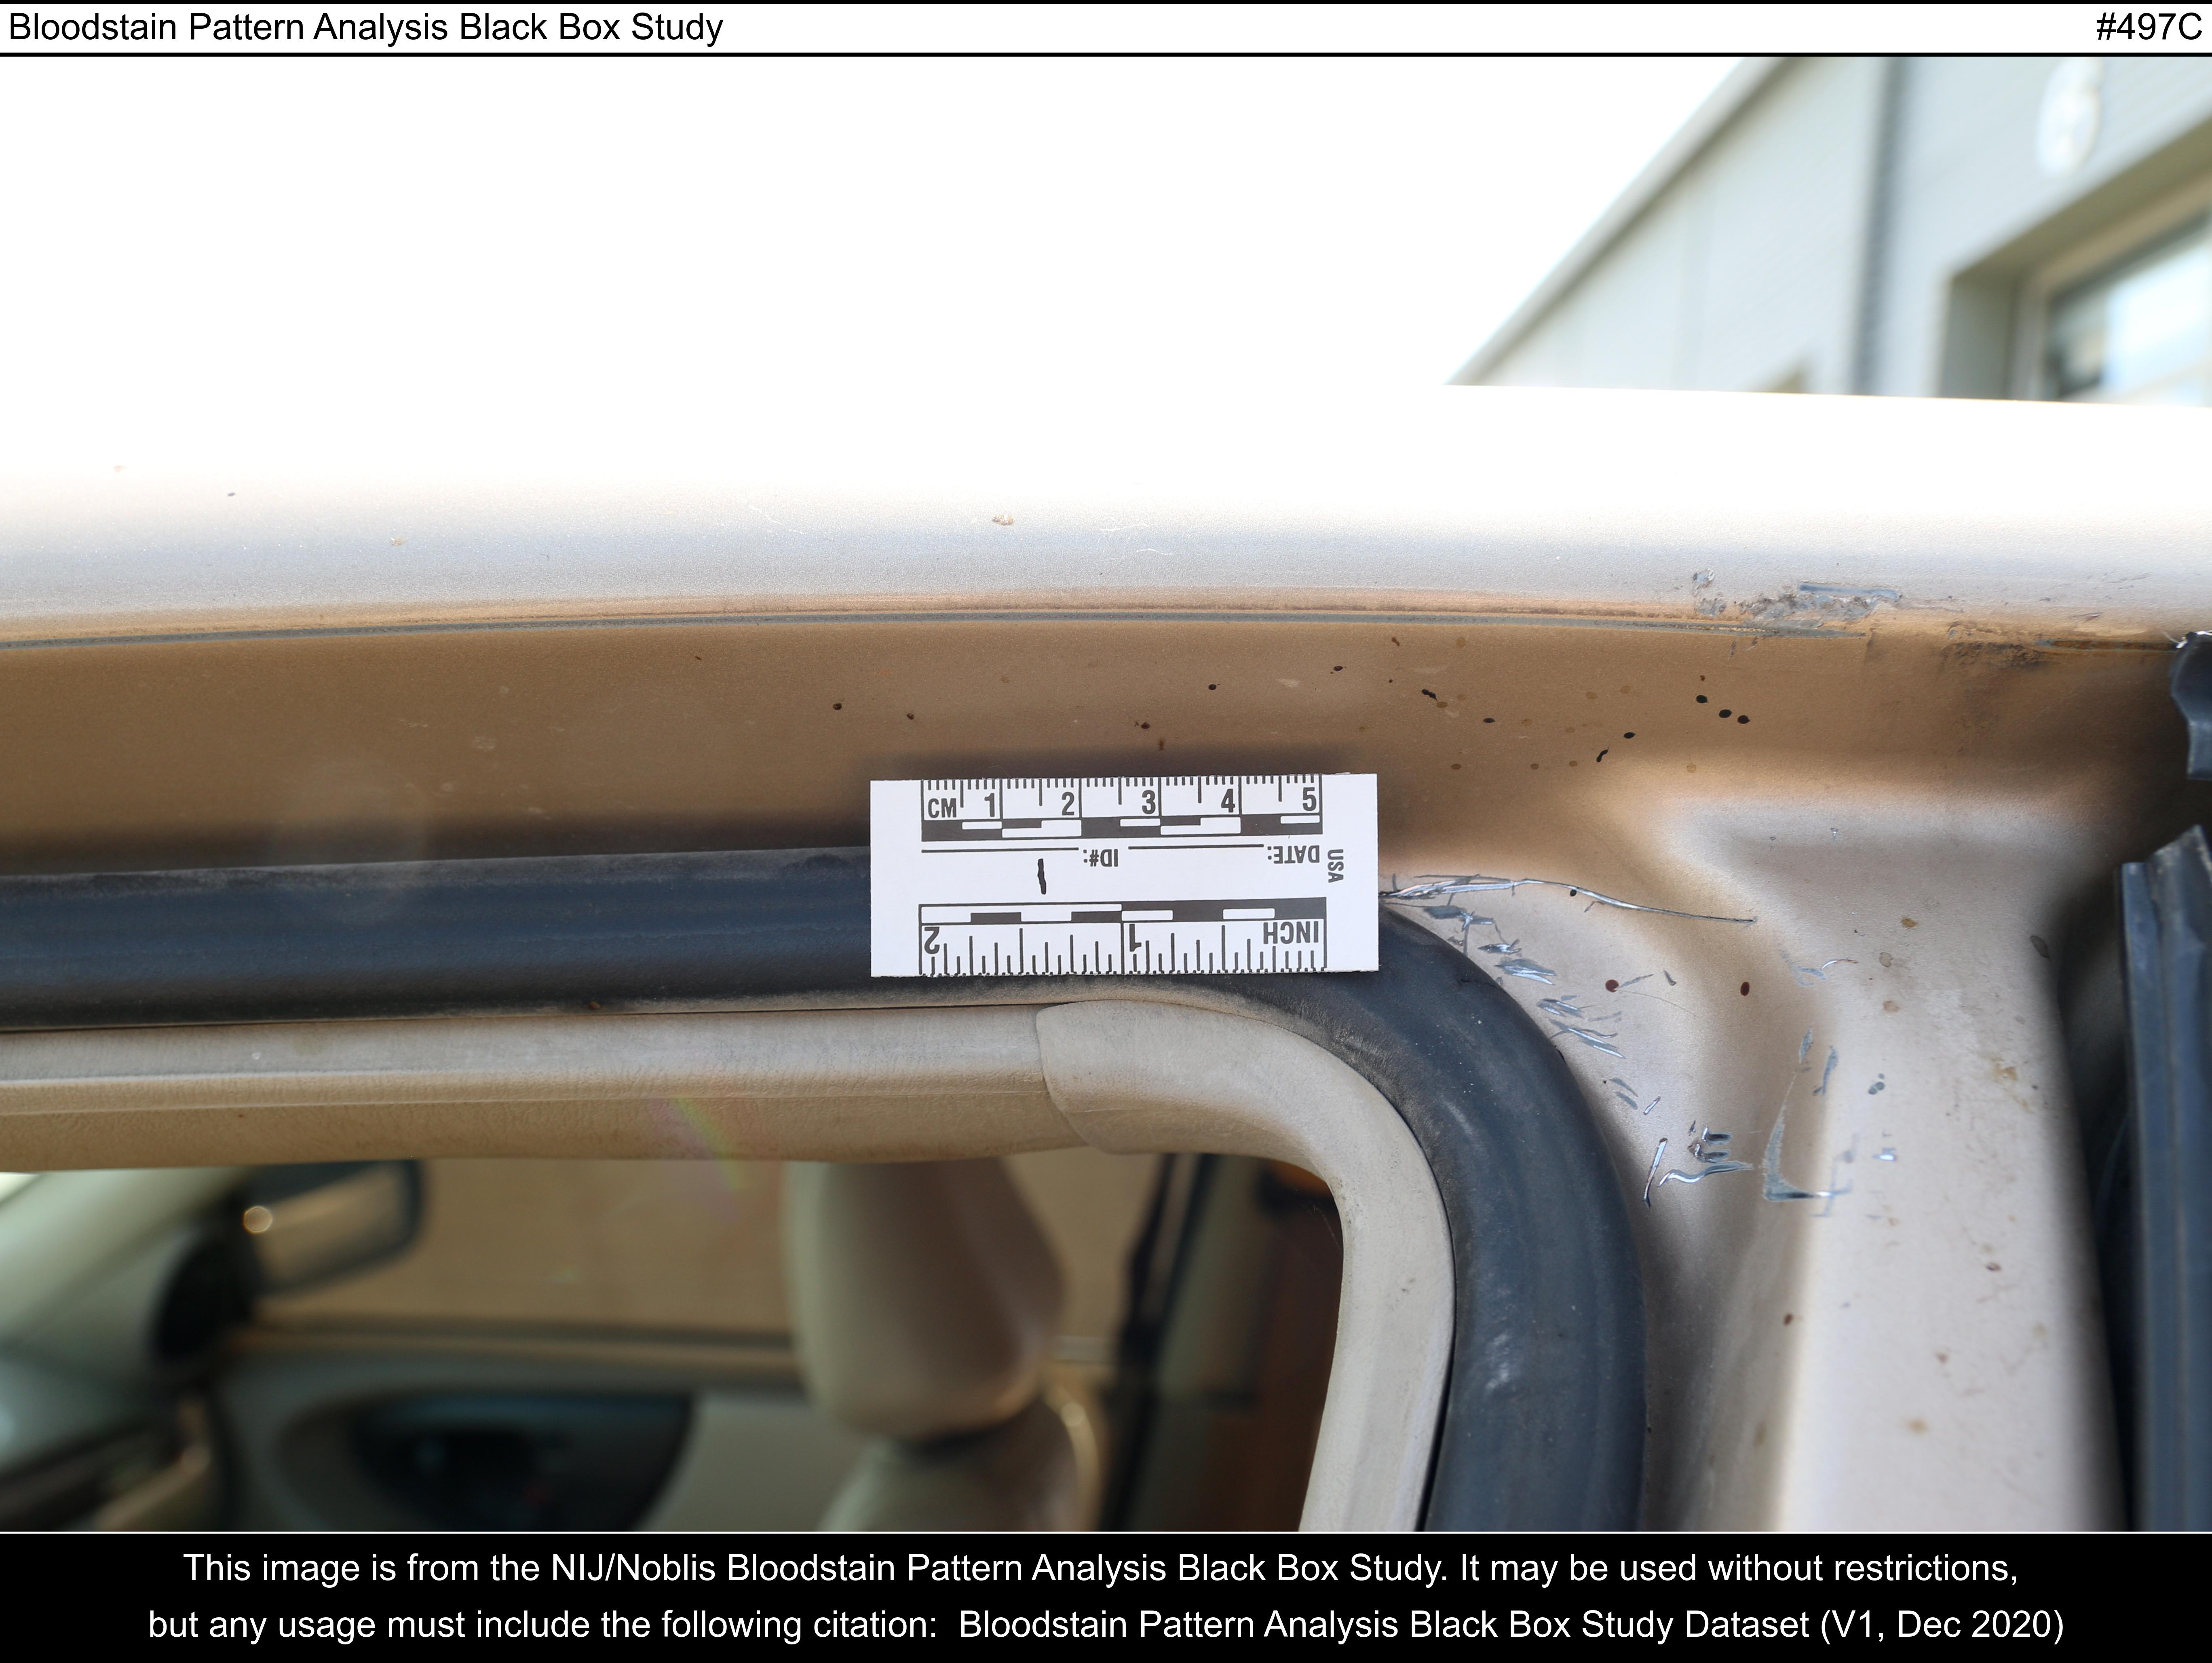 Bloodstain Pattern Analysis Black Box Study #497C
CM 1 2 3 4 5
DATE: ID#:
USA
1
INCH 1 2
This image is from the NIJ/Noblis Bloodstain Pattern Analysis Black Box Study. It may be used without restrictions,
but any usage must include the following citation: Bloodstain Pattern Analysis Black Box Study Dataset (V1, Dec 2020)